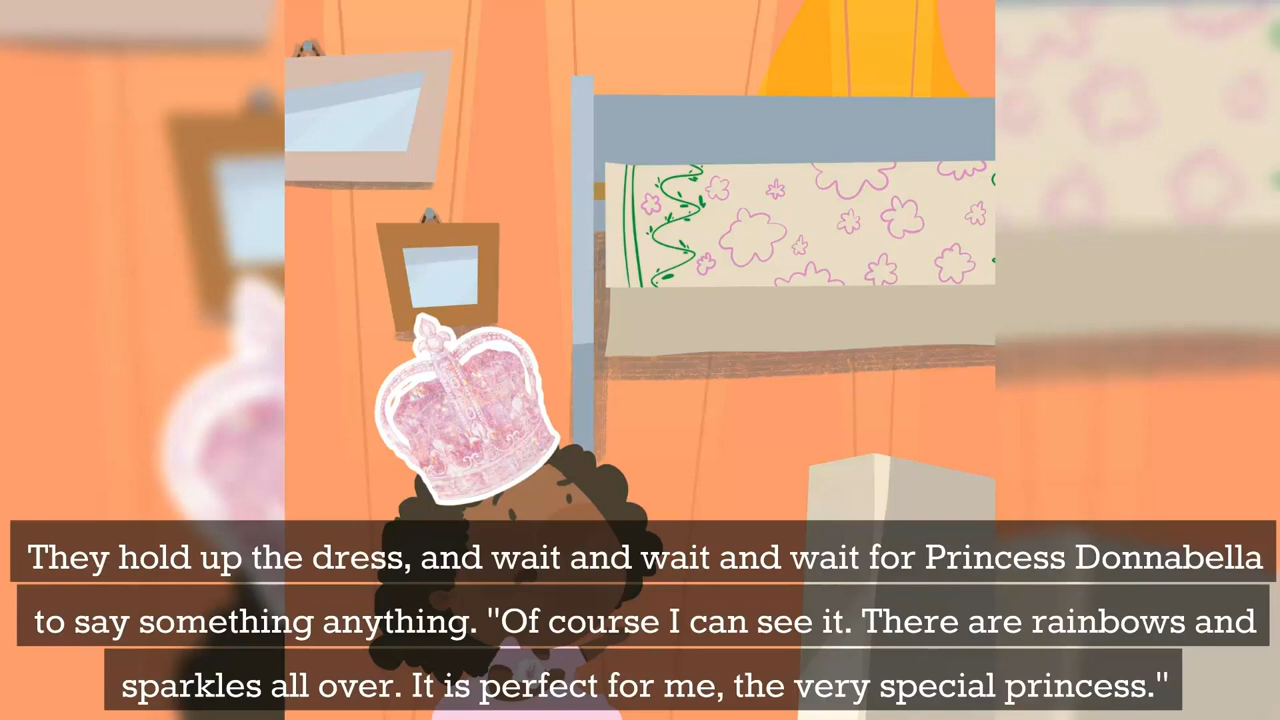 They hold up the dress, and wait and wait and wait for Princess Donnabella
to say something anything. "Of course I can see it. There are rainbows and
sparkles all over. It is perfect for me, the very special princess."